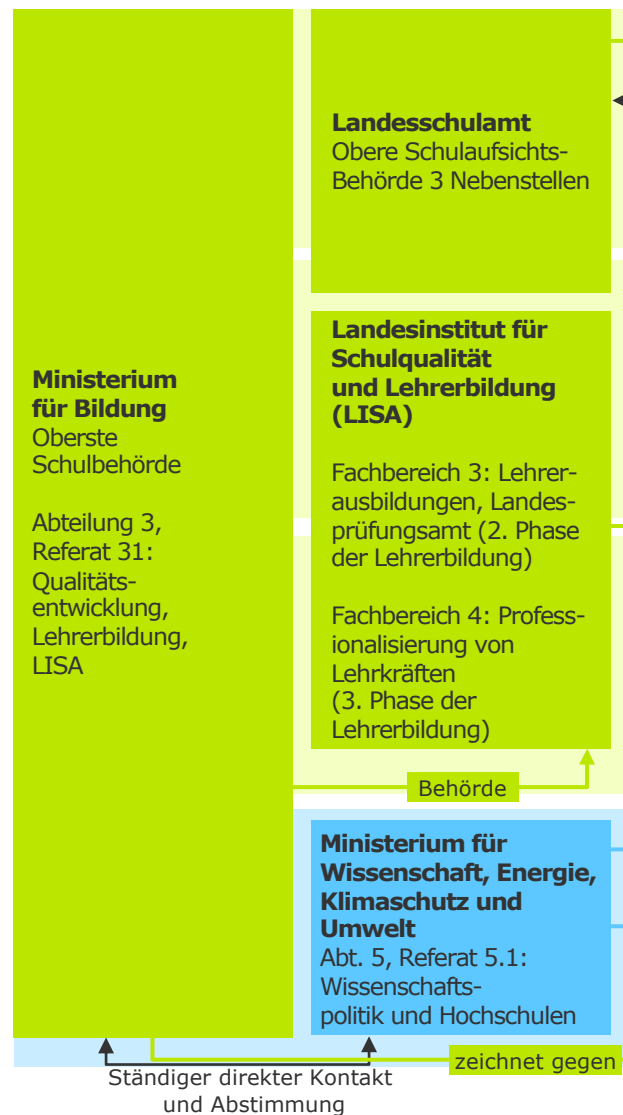 Ministerium
für Bildung
Oberste
Schulbehörde
Abteilung 3,
Referat 31:
Qualitäts-
entwicklung,
Lehrerbildung,
LISA
Landesschulamt
Obere Schulaufsichts-
Behörde 3 Nebenstellen
Landesinstitut für
Schulqualität
und Lehrerbildung
(LISA)
Fachbereich 3: Lehrer-
ausbildungen, Landes-
prüfungsamt (2. Phase
der Lehrerbildung)
Fachbereich 4: Profess-
ionalisierung von
Lehrkräften
(3. Phase der
Lehrerbildung)
Behörde
Ministerium für
Wissenschaft, Energie,
Klimaschutz und
Umwelt
Abt. 5, Referat 5.1:
Wissenschafts-
politik und Hochschulen
zeichnet gegen
Ständiger direkter Kontakt
und Abstimmung